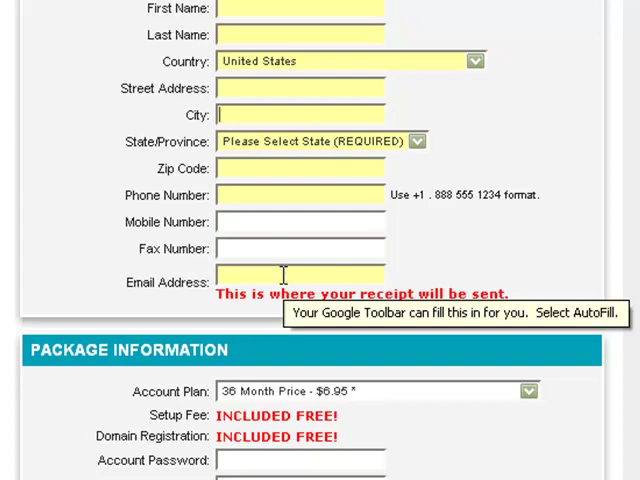 First Name:
Last Name:
Country: United States
Street Address:
City:
State/Province: Please Select State (REQUIRED)
Zip Code:
Phone Number: Use +1 . 888 555 1234 format.
Mobile Number:
Fax Number:
Email Address:
This is where your receipt will be sent.
Your Google Toolbar can fill this in for you. Select AutoFill.
PACKAGE INFORMATION
Account Plan: 36 Month Price - $6.95 *
Setup Fee: INCLUDED FREE!
Domain Registration: INCLUDED FREE!
Account Password: